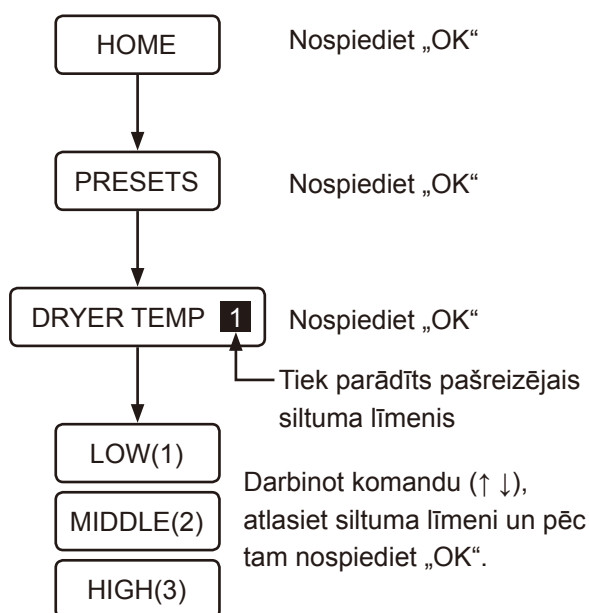 HOME
Nospiediet „OK“
PRESETS
Nospiediet „OK“
DRYER TEMP 1
Nospiediet „OK“
Tiek parādīts pašreizējais
siltuma līmenis
LOW(1)
MIDDLE(2)
HIGH(3)
Darbinot komandu (↑ ↓),
atlasiet siltuma līmeni un pēc
tam nospiediet „OK“.